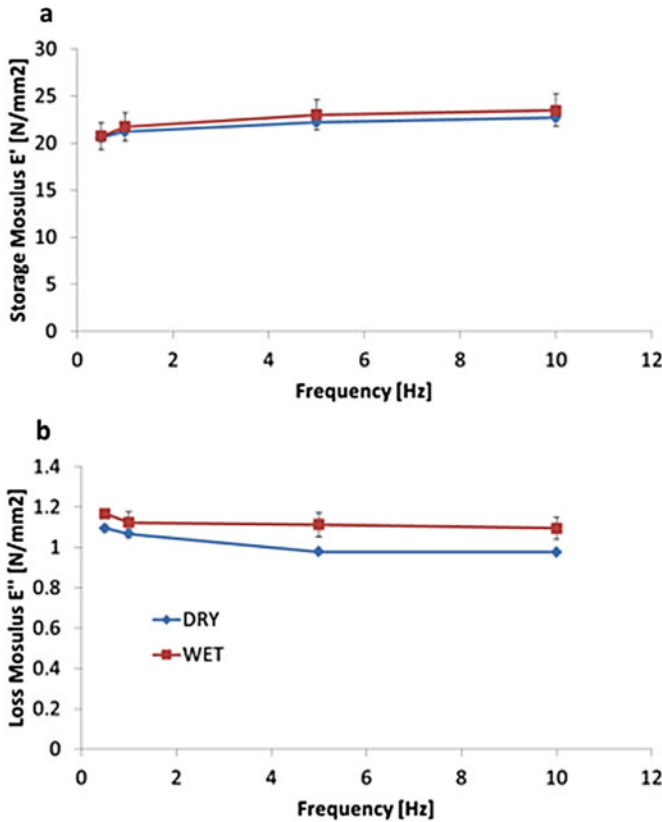 a
30
25
20
15
10
5
0
0 2 4 6 8 10 12
Storage Mosulus E' [N/mm2]
Frequency [Hz]
b
1.4
1.2
1
0.8
0.6
0.4
0.2
0
0 2 4 6 8 10 12
Loss Mosulus E'' [N/mm2]
DRY
WET
Frequency [Hz]